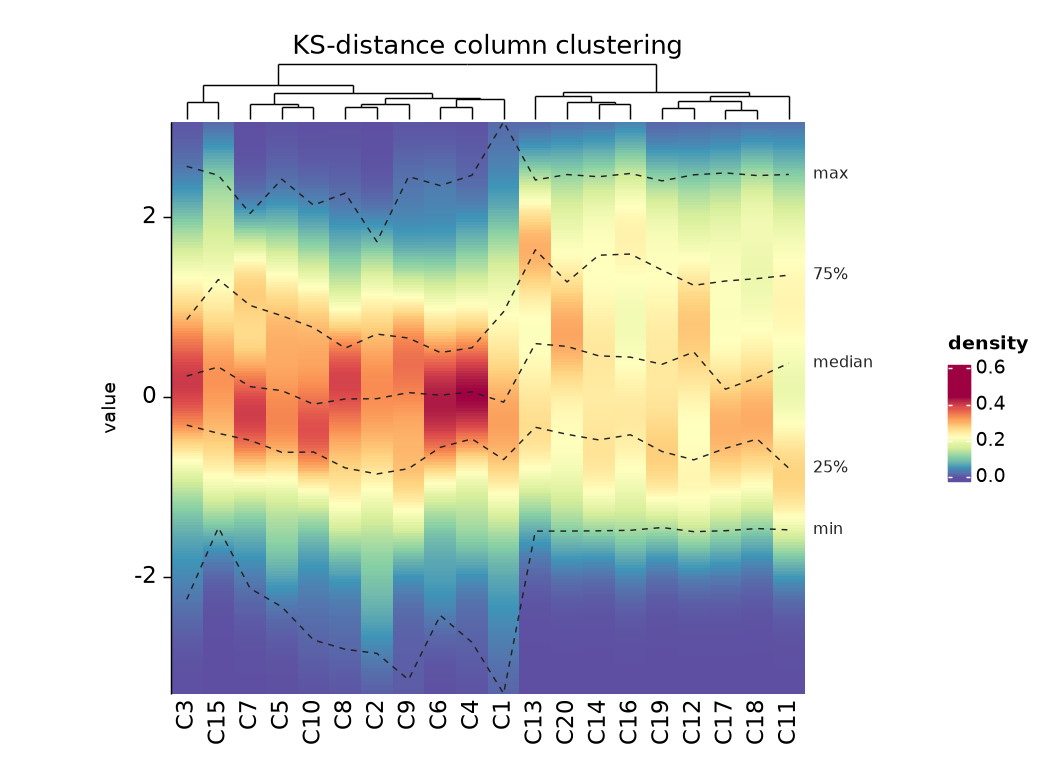 KS-distance column clustering
max
2
75%
median
0
value
25%
min
-2
density
0.6
0.4
0.2
0.0
C3 C15 C7 C5 C10 C8 C2 C9 C6 C4 C1 C13 C20 C14 C16 C19 C12 C17 C18 C11